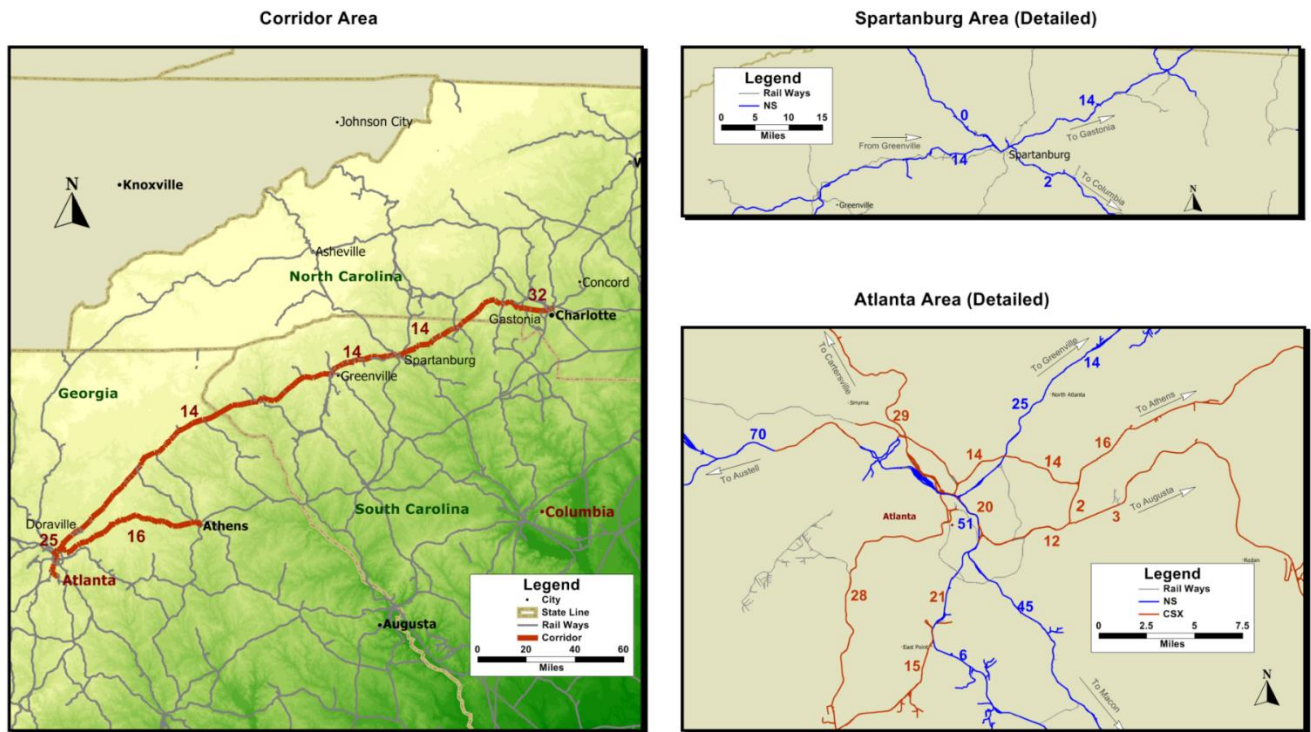 Corridor Area
N
Johnson City
Knoxville
W
Asheville
North Carolina
Concord
32
Gastonia
Charlotte
14
14
Spartanburg
Greenville
Georgia
14
South Carolina
Columbia
Doraville
Athens
16
25
Atlanta
Augusta
Legend
City
State Line
Rail Ways
Corridor
0 20 40 60
Miles
Spartanburg Area (Detailed)
Legend
Rail Ways
NS
0 5 10 15
Miles
0
14
To Gastonia
From Greenville
14
Spartanburg
2
To Columbia
Greenville
N
Atlanta Area (Detailed)
To Cartersville
To Greenville
14
Smyrna
North Atlanta
25
To Athens
29
16
70
To Austell
14
14
20
2
3
To Augusta
Atlanta
51
12
28
21
45
East Point
15
6
To Macon
Legend
Rail Ways
NS
CSX
0 2.5 5 7.5
Miles
N